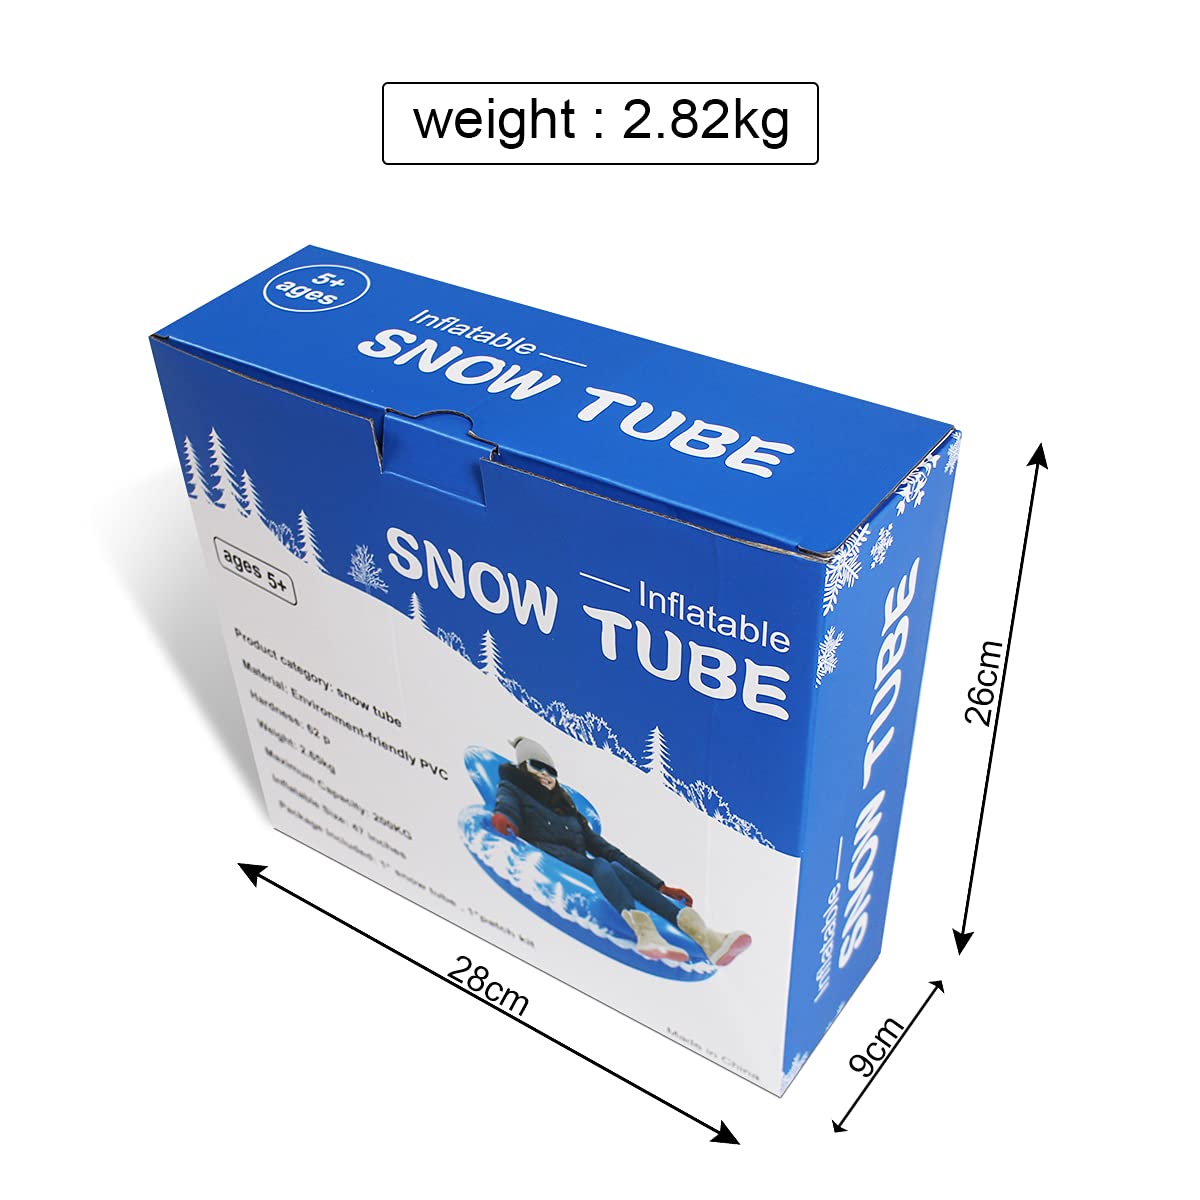 weight : 2.82kg
5+
ages
Inflatable
SNOW TUBE
Inflatable
SNOW TUBE
ages 5+
Product category: snow tube
Material: Environment-friendly PVC
Hardness: 62 p
Weight: 2.65kg
Maximum Capacity: 200KG
Inflatable Size: 47 inches
Package Included: 1* snow tube , 1*patch kit
Made in China
Inflatable
SNOW TUBE
26cm
28cm
9cm